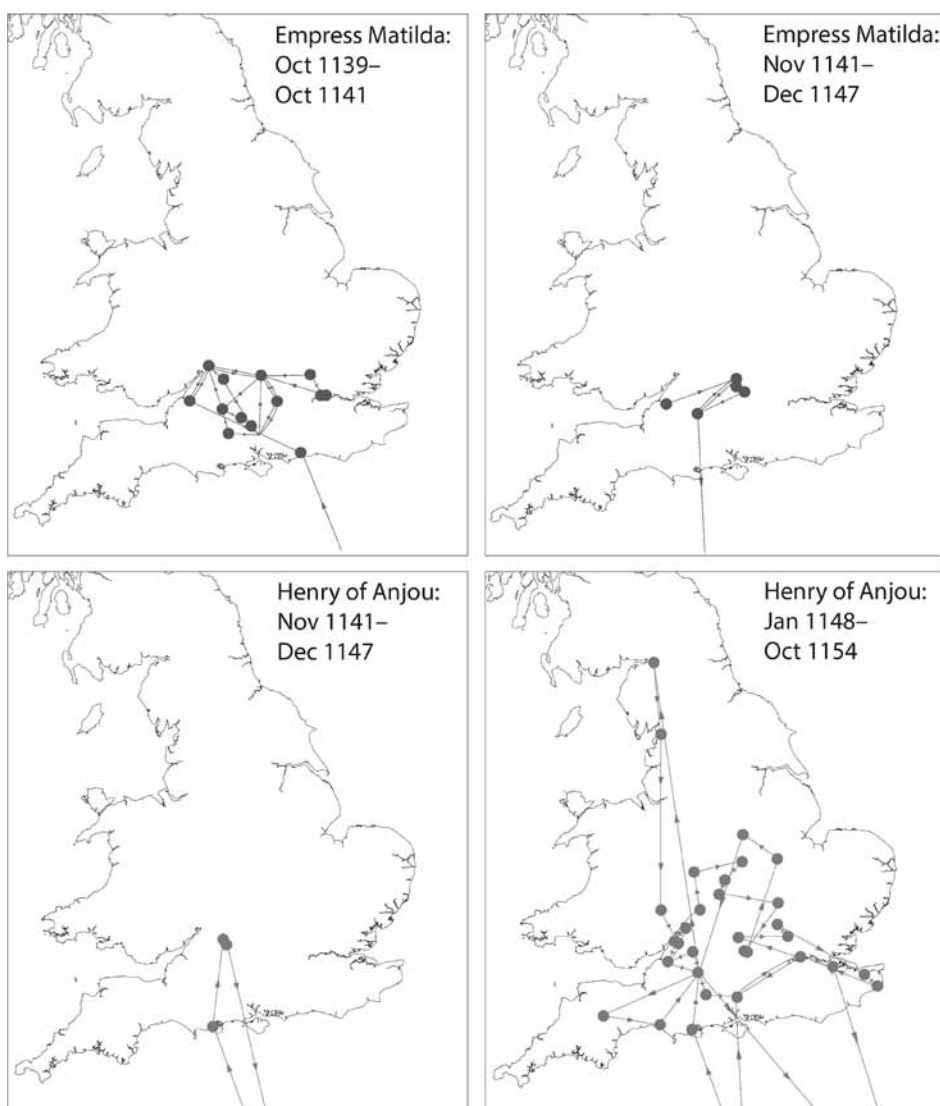 Empress Matilda:
Oct 1139–
Oct 1141
Empress Matilda:
Nov 1141–
Dec 1147
Henry of Anjou:
Nov 1141–
Dec 1147
Henry of Anjou:
Jan 1148–
Oct 1154